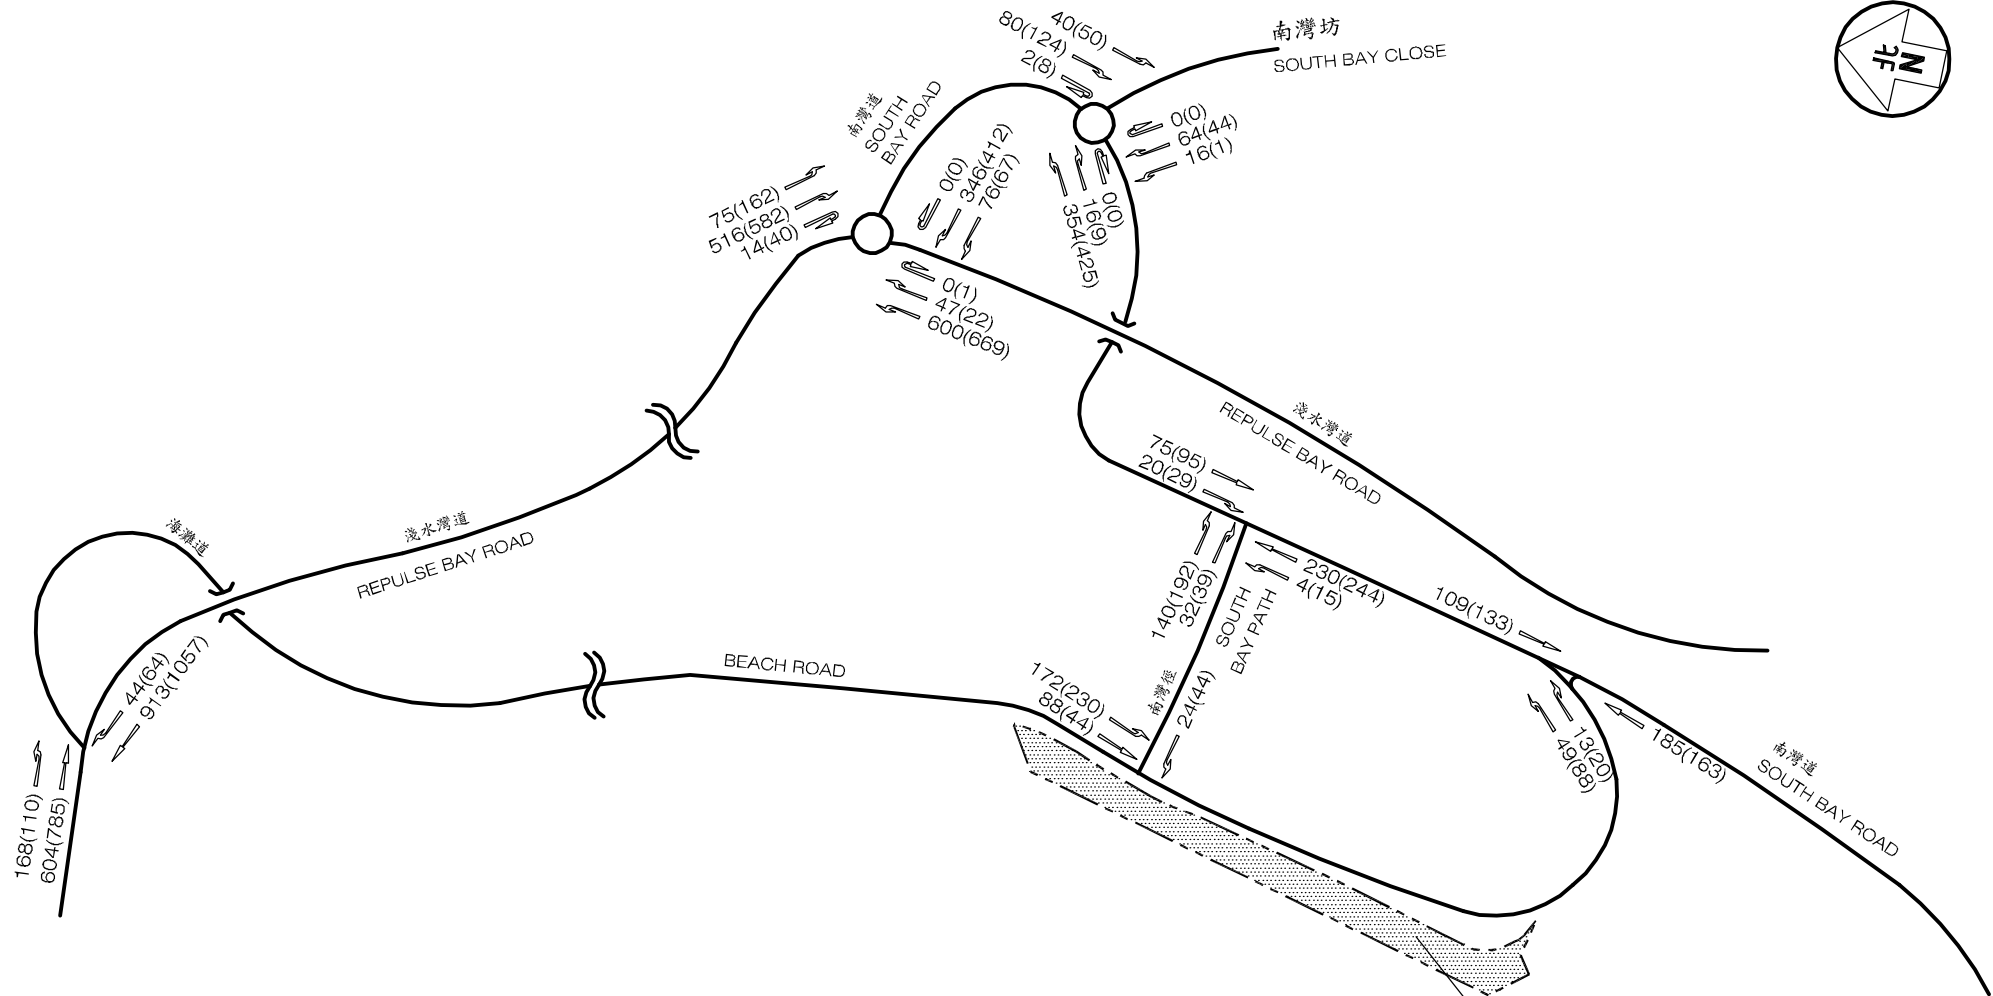 40(50)
80(124)
2(8)
南灣坊
SOUTH BAY CLOSE
北
N
南灣道
SOUTH
BAY ROAD
0(0)
64(44)
16(1)
0(0)
346(412)
76(67)
0(0)
16(9)
354(425)
75(162)
516(582)
14(40)
0(1)
47(22)
600(669)
淺水灣道
REPULSE BAY ROAD
75(95)
20(29)
海灘道
淺水灣道
REPULSE BAY ROAD
140(192)
32(39)
SOUTH
BAY PATH
230(244)
4(15)
109(133)
44(64)
913(1057)
BEACH ROAD
172(230)
88(44)
南灣徑
24(44)
13(20)
49(88)
185(163)
南灣道
SOUTH BAY ROAD
168(110)
604(785)